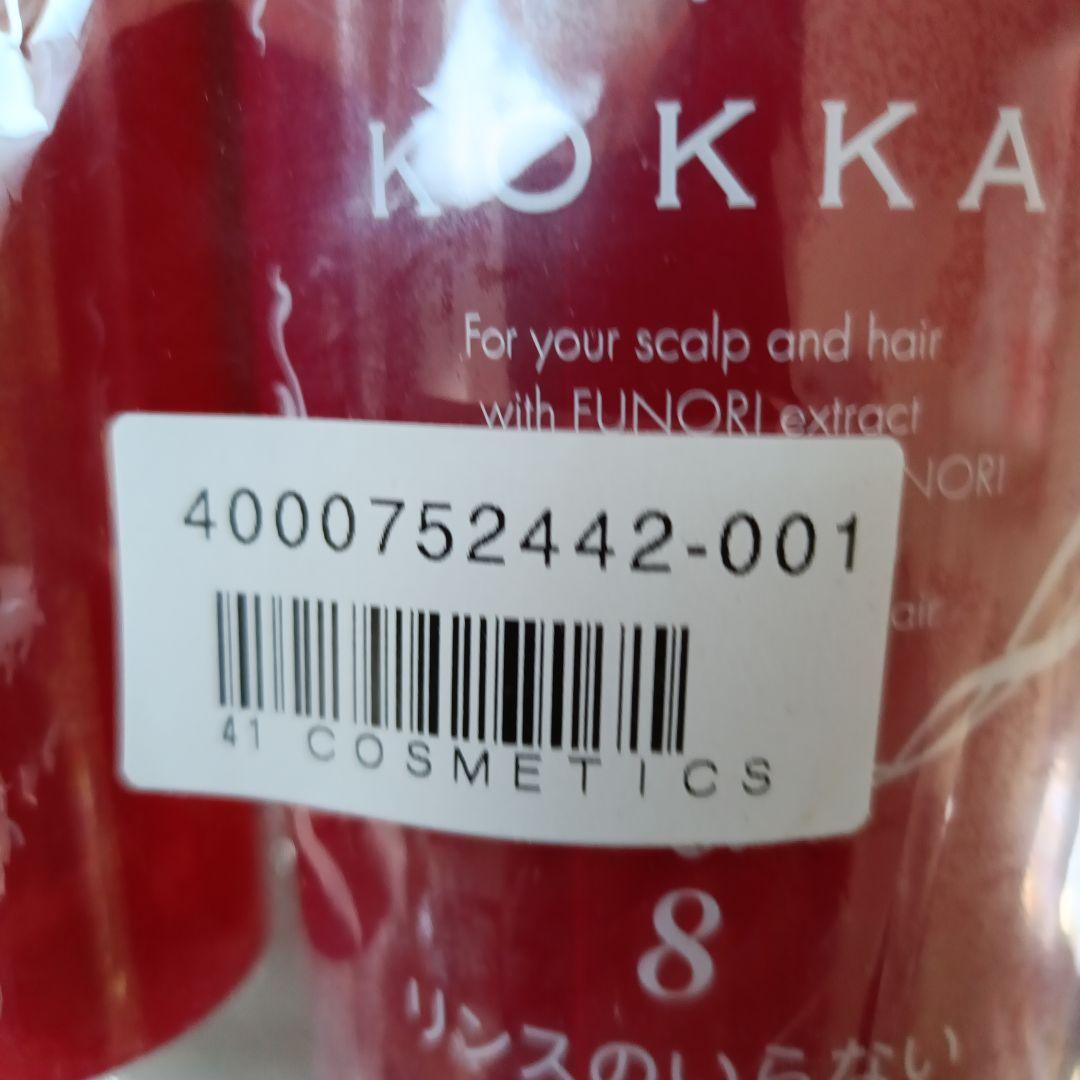 KOKKA
For your scalp and hair
with FUNORI extract
NORI
4000752442-001
air
41 COSMETICS
8
リンスのいらない